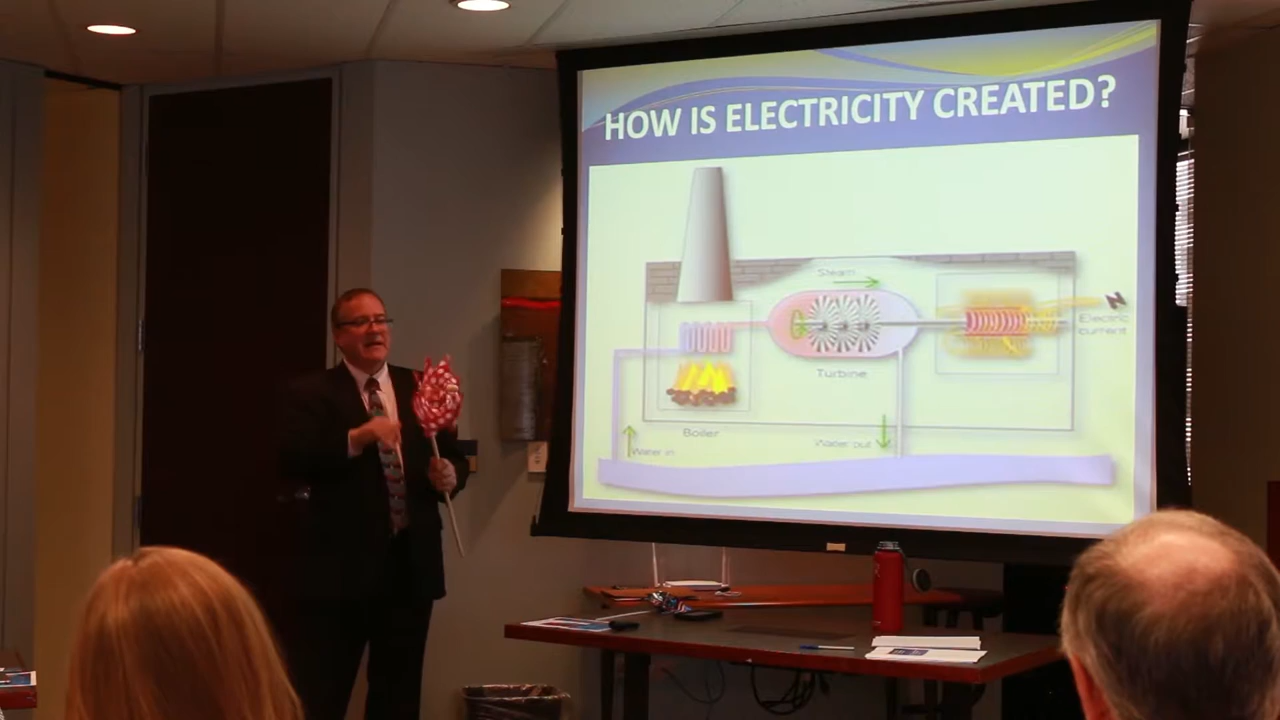 HOW IS ELECTRICITY CREATED?
Steam
Electric
current
Turbine
Boiler
Water out
Water in